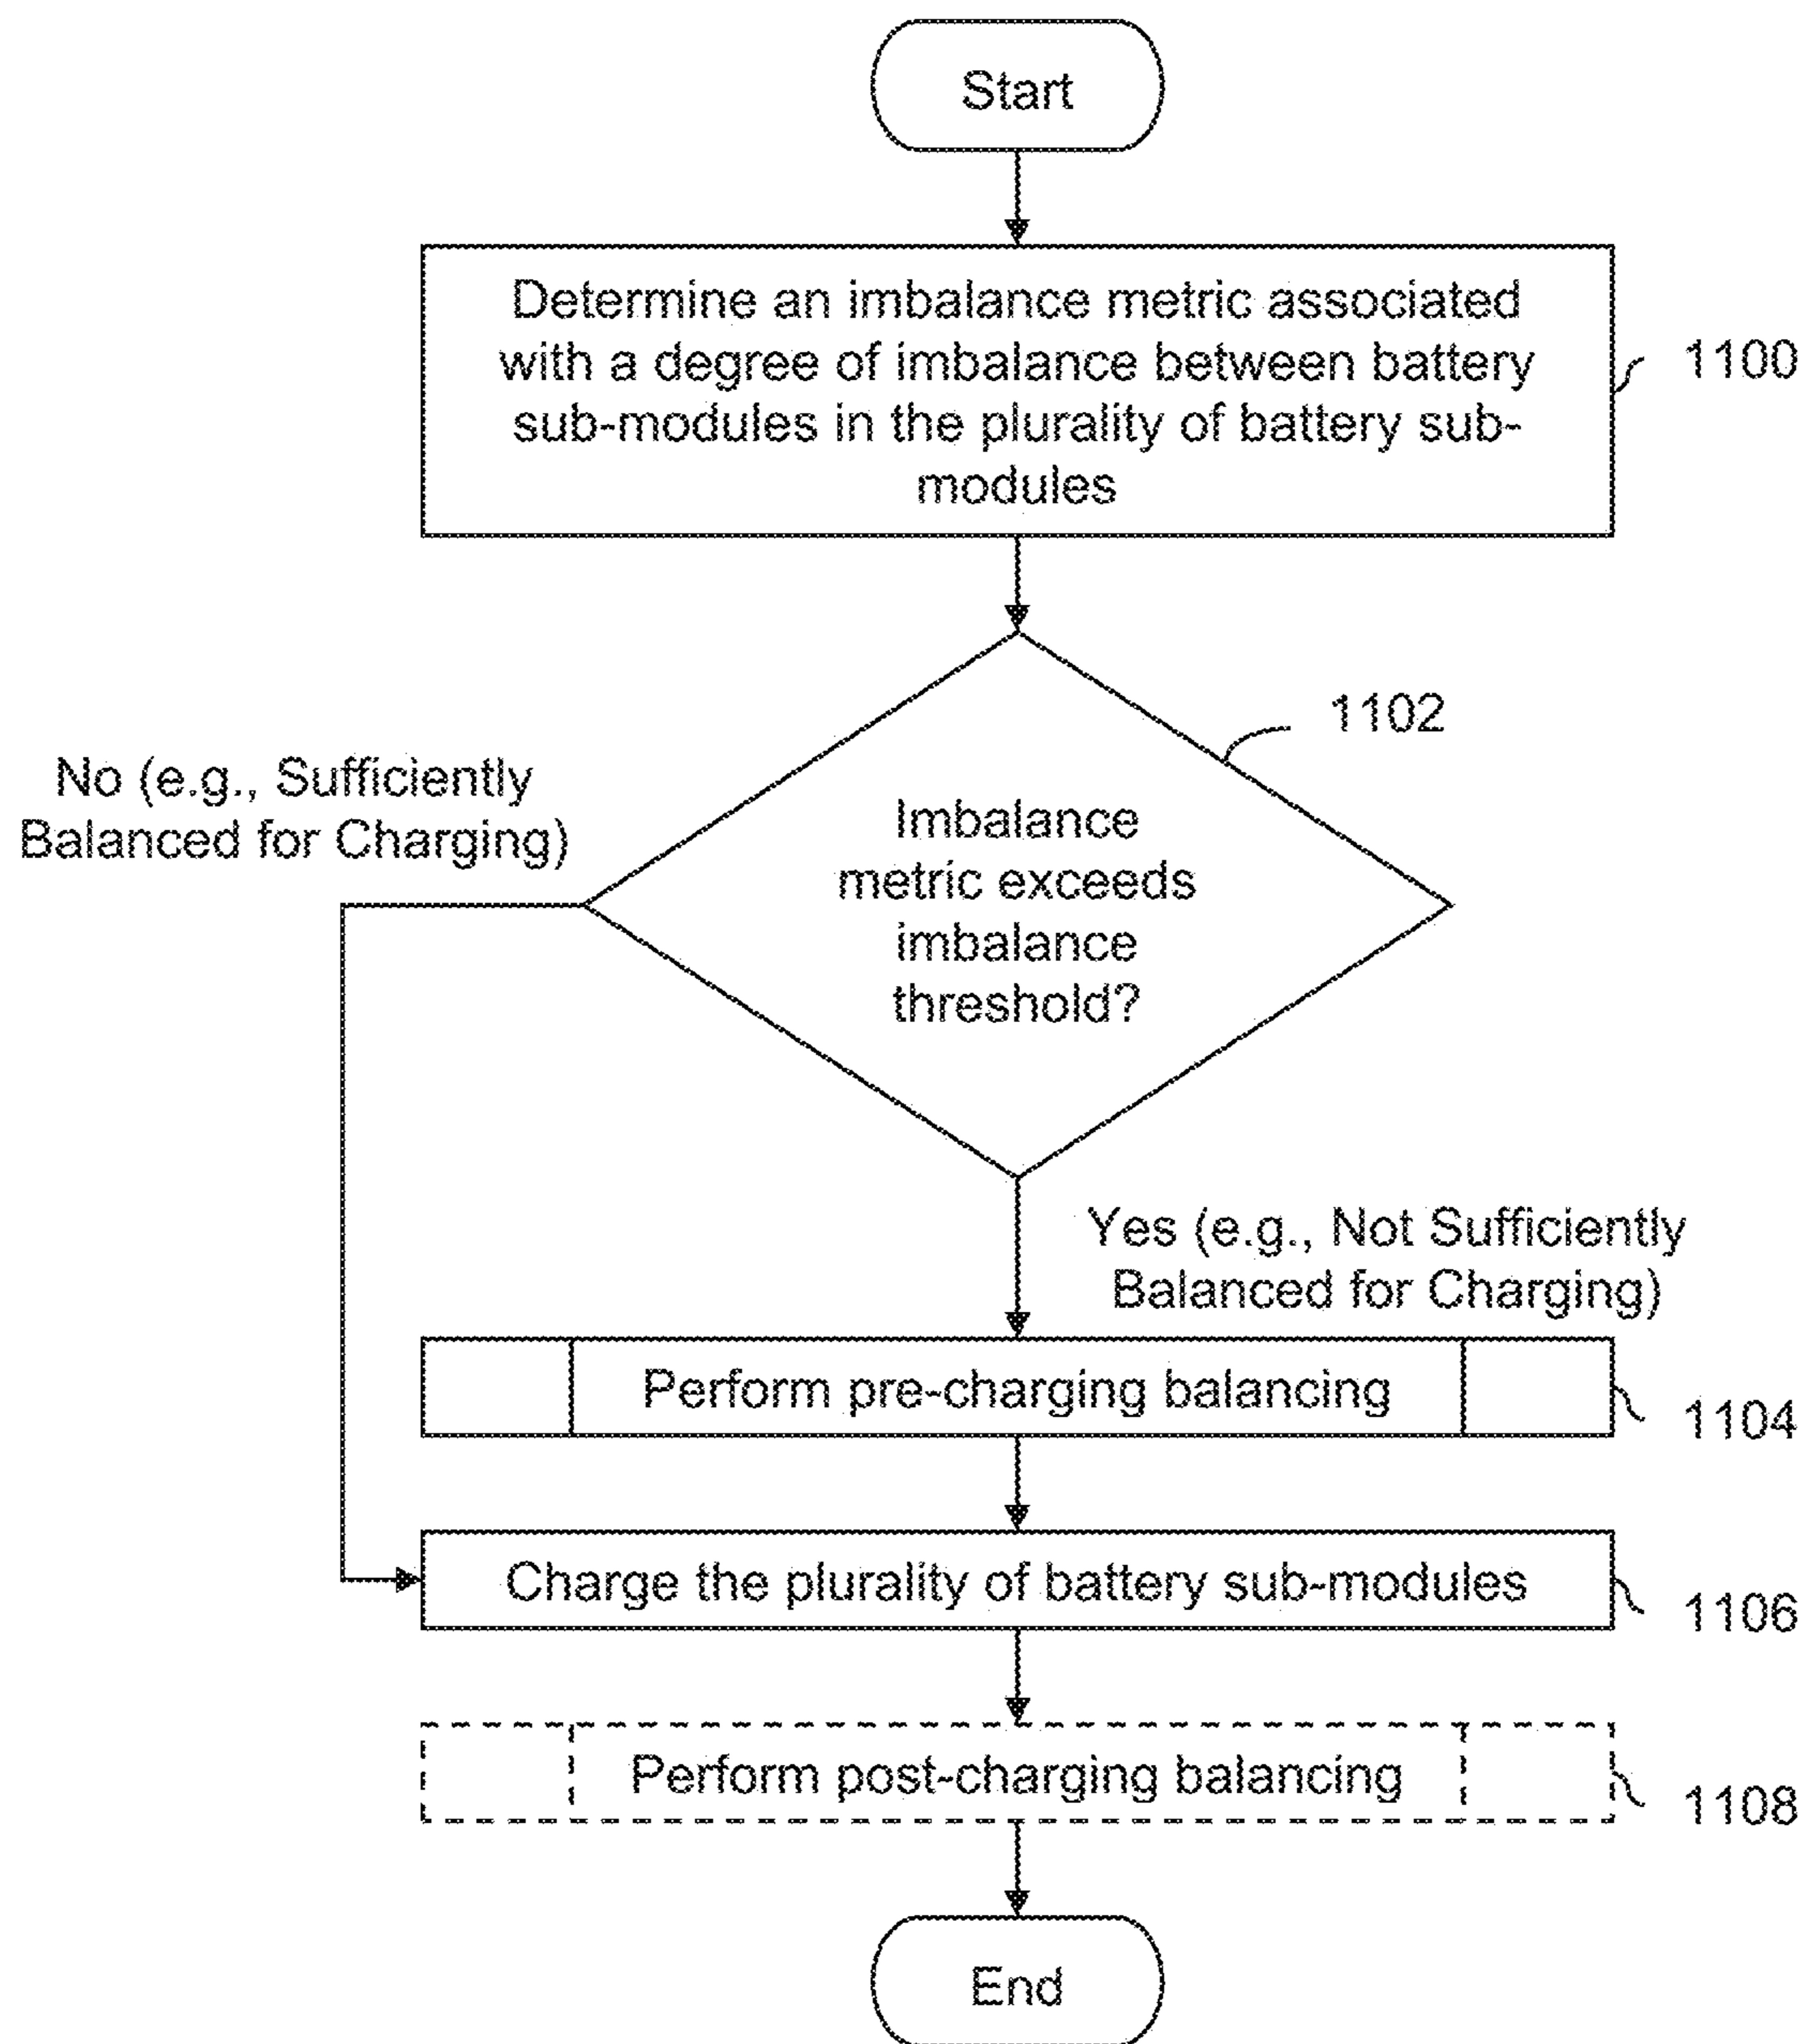 Start
Determine an imbalance metric associated
with a degree of imbalance between battery
sub-modules in the plurality of battery sub-
modules
1100
1102
No (e.g., Sufficiently
Balanced for Charging)
Imbalance
metric exceeds
imbalance
threshold?
Yes (e.g., Not Sufficiently
Balanced for Charging)
Perform pre-charging balancing
1104
Charge the plurality of battery sub-modules
1106
Perform post-charging balancing
1108
End